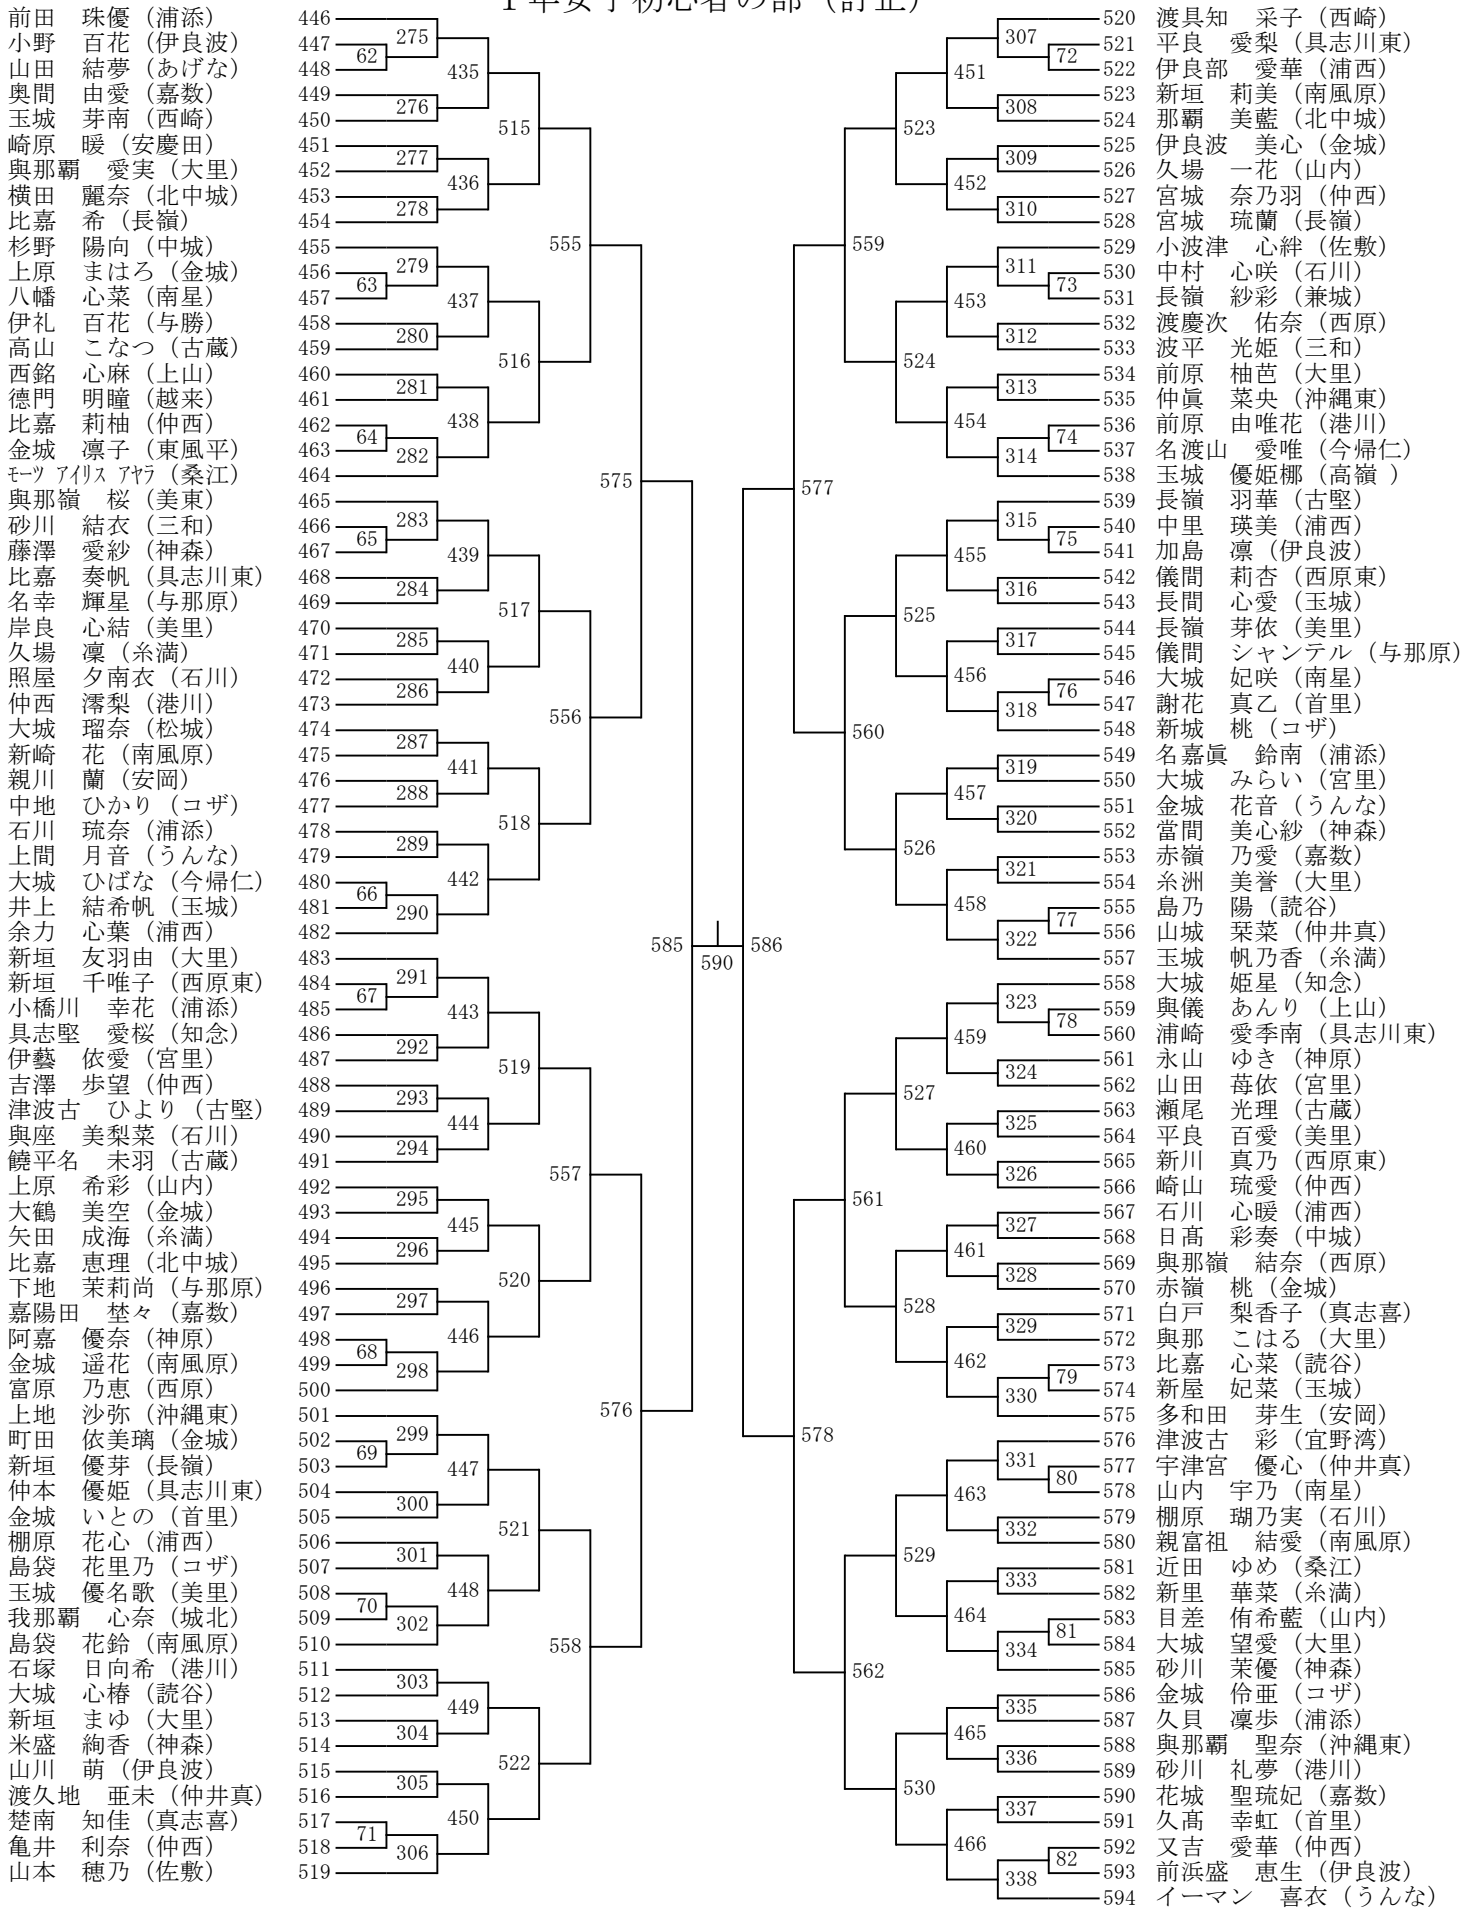 1年女子初心者の部（訂正）
前田　珠優（浦添）　446
小野　百花（伊良波）　447
山田　結夢（あげな）　448
奥間　由愛（嘉数）　449
玉城　芽南（西崎）　450
崎原　暖（安慶田）　451
與那覇　愛実（大里）　452
横田　麗奈（北中城）　453
比嘉　希（長嶺）　454
杉野　陽向（中城）　455
上原　まはろ（金城）　456
八幡　心菜（南星）　457
伊礼　百花（与勝）　458
高山　こなつ（古蔵）　459
西銘　心麻（上山）　460
德門　明瞳（越来）　461
比嘉　莉柚（仲西）　462
金城　凛子（東風平）　463
ﾓｰﾂ ｱｲﾘｽ ｱﾔﾗ（桑江）　464
與那嶺　桜（美東）　465
砂川　結衣（三和）　466
藤澤　愛紗（神森）　467
比嘉　奏帆（具志川東）　468
名幸　輝星（与那原）　469
岸良　心結（美里）　470
久場　凜（糸満）　471
照屋　夕南衣（石川）　472
仲西　澪梨（港川）　473
大城　瑠奈（松城）　474
新崎　花（南風原）　475
親川　蘭（安岡）　476
中地　ひかり（コザ）　477
石川　琉奈（浦添）　478
上間　月音（うんな）　479
大城　ひばな（今帰仁）　480
井上　結希帆（玉城）　481
余力　心葉（浦西）　482
新垣　友羽由（大里）　483
新垣　千唯子（西原東）　484
小橋川　幸花（浦添）　485
具志堅　愛桜（知念）　486
伊藝　依愛（宮里）　487
吉澤　歩望（仲西）　488
津波古　ひより（古堅）　489
與座　美梨菜（石川）　490
饒平名　未羽（古蔵）　491
上原　希彩（山内）　492
大鶴　美空（金城）　493
矢田　成海（糸満）　494
比嘉　恵理（北中城）　495
下地　茉莉尚（与那原）　496
嘉陽田　埜々（嘉数）　497
阿嘉　優奈（神原）　498
金城　遥花（南風原）　499
富原　乃恵（西原）　500
上地　沙弥（沖縄東）　501
町田　依美璃（金城）　502
新垣　優芽（長嶺）　503
仲本　優姫（具志川東）　504
金城　いとの（首里）　505
棚原　花心（浦西）　506
島袋　花里乃（コザ）　507
玉城　優名歌（美里）　508
我那覇　心奈（城北）　509
島袋　花鈴（南風原）　510
石塚　日向希（港川）　511
大城　心椿（読谷）　512
新垣　まゆ（大里）　513
米盛　絢香（神森）　514
山川　萌（伊良波）　515
渡久地　亜未（仲井真）　516
楚南　知佳（真志喜）　517
亀井　利奈（仲西）　518
山本　穂乃（佐敷）　519
62
63
64
65
66
67
68
69
70
71
275
276
277
278
279
280
281
282
283
284
285
286
287
288
289
290
291
292
293
294
295
296
297
298
299
300
301
302
303
304
305
306
435
436
437
438
439
440
441
442
443
444
445
446
447
448
449
450
515
516
517
518
519
520
521
522
555
556
557
558
575
576
585
590
586
577
578
559
560
561
562
523
524
525
526
527
528
529
530
451
452
453
454
455
456
457
458
459
460
461
462
463
464
465
466
307
308
309
310
311
312
313
314
315
316
317
318
319
320
321
322
323
324
325
326
327
328
329
330
331
332
333
334
335
336
337
338
72
73
74
75
76
77
78
79
80
81
82
520　渡具知　采子（西崎）
521　平良　愛梨（具志川東）
522　伊良部　愛華（浦西）
523　新垣　莉美（南風原）
524　那覇　美藍（北中城）
525　伊良波　美心（金城）
526　久場　一花（山内）
527　宮城　奈乃羽（仲西）
528　宮城　琉蘭（長嶺）
529　小波津　心絆（佐敷）
530　中村　心咲（石川）
531　長嶺　紗彩（兼城）
532　渡慶次　佑奈（西原）
533　波平　光姫（三和）
534　前原　柚芭（大里）
535　仲眞　菜央（沖縄東）
536　前原　由唯花（港川）
537　名渡山　愛唯（今帰仁）
538　玉城　優姫梛（高嶺 ）
539　長嶺　羽華（古堅）
540　中里　瑛美（浦西）
541　加島　凛（伊良波）
542　儀間　莉杏（西原東）
543　長間　心愛（玉城）
544　長嶺　芽依（美里）
545　儀間　シャンテル（与那原）
546　大城　妃咲（南星）
547　謝花　真乙（首里）
548　新城　桃（コザ）
549　名嘉眞　鈴南（浦添）
550　大城　みらい（宮里）
551　金城　花音（うんな）
552　當間　美心紗（神森）
553　赤嶺　乃愛（嘉数）
554　糸洲　美誉（大里）
555　島乃　陽（読谷）
556　山城　栞菜（仲井真）
557　玉城　帆乃香（糸満）
558　大城　姫星（知念）
559　與儀　あんり（上山）
560　浦崎　愛季南（具志川東）
561　永山　ゆき（神原）
562　山田　苺依（宮里）
563　瀬尾　光理（古蔵）
564　平良　百愛（美里）
565　新川　真乃（西原東）
566　崎山　琉愛（仲西）
567　石川　心暖（浦西）
568　日髙　彩奏（中城）
569　與那嶺　結奈（西原）
570　赤嶺　桃（金城）
571　白戸　梨香子（真志喜）
572　與那　こはる（大里）
573　比嘉　心菜（読谷）
574　新屋　妃菜（玉城）
575　多和田　芽生（安岡）
576　津波古　彩（宜野湾）
577　宇津宮　優心（仲井真）
578　山内　宇乃（南星）
579　棚原　瑚乃実（石川）
580　親富祖　結愛（南風原）
581　近田　ゆめ（桑江）
582　新里　華菜（糸満）
583　目差　侑希藍（山内）
584　大城　望愛（大里）
585　砂川　茉優（神森）
586　金城　伶亜（コザ）
587　久貝　凜歩（浦添）
588　與那覇　聖奈（沖縄東）
589　砂川　礼夢（港川）
590　花城　聖琉妃（嘉数）
591　久髙　幸虹（首里）
592　又吉　愛華（仲西）
593　前浜盛　恵生（伊良波）
594　イーマン　喜衣（うんな）